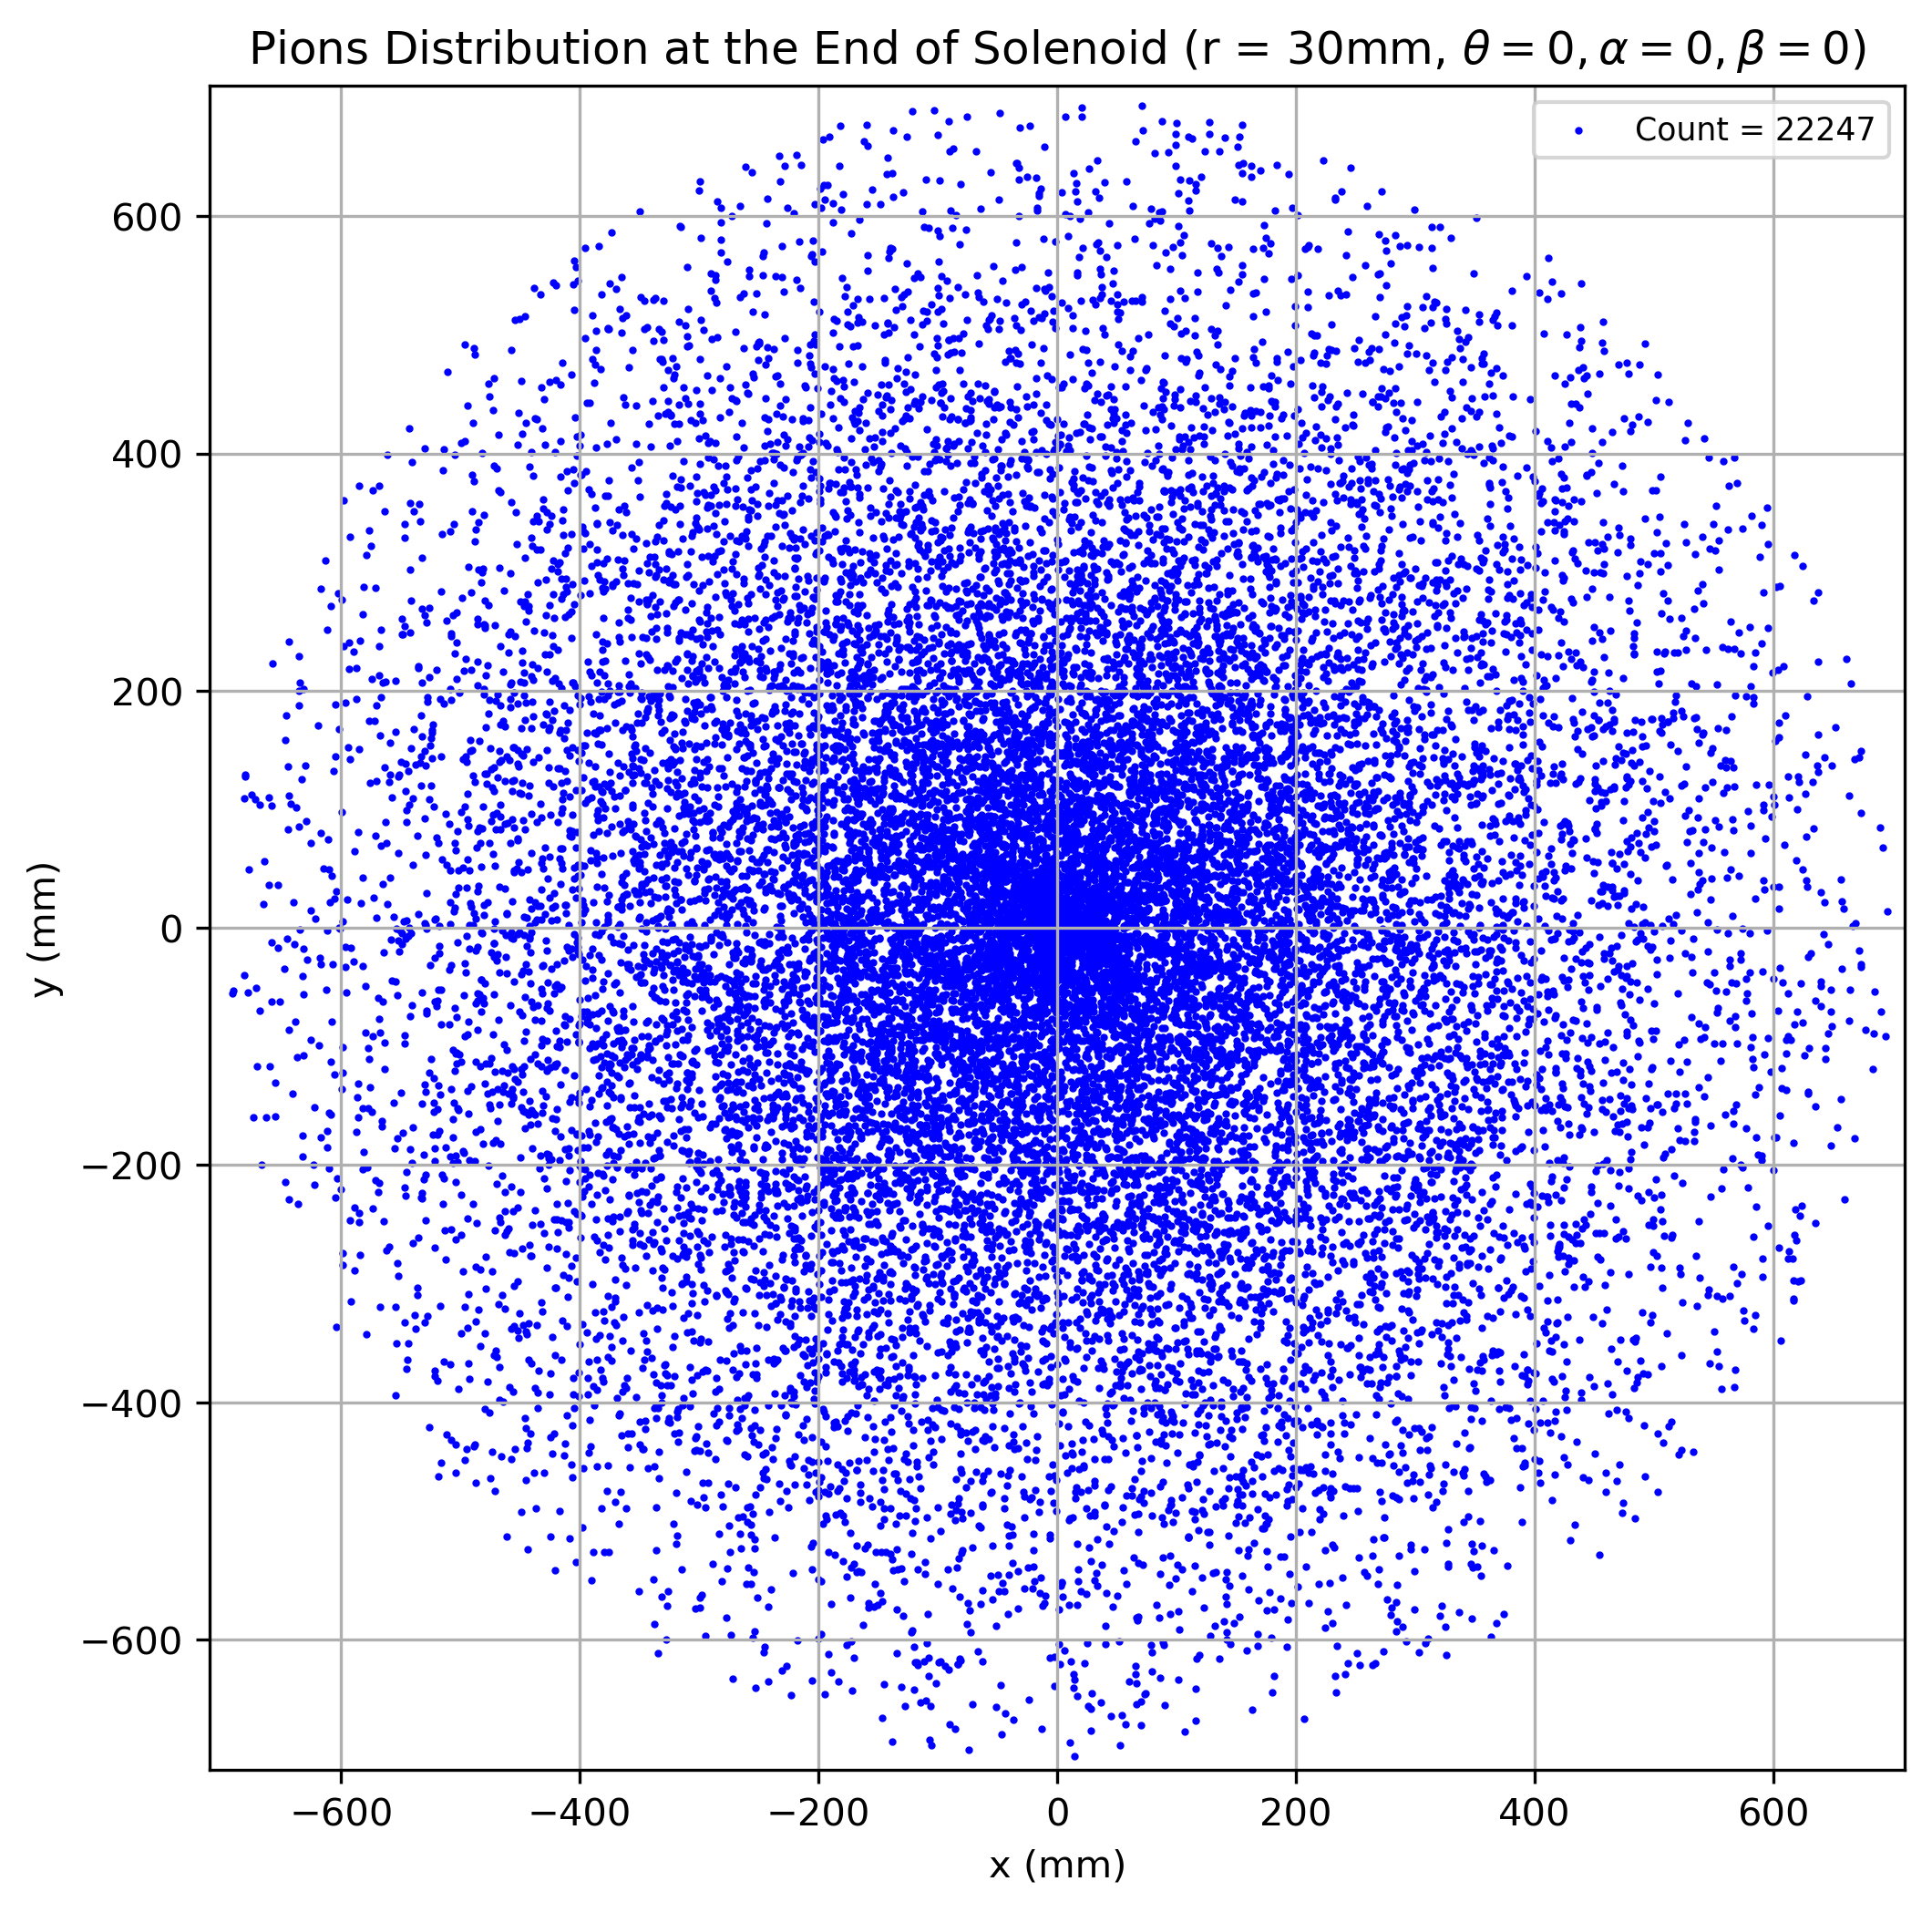 Pions Distribution at the End of Solenoid (r = 30mm, θ = 0, α = 0, β = 0)
Count = 22247
600
400
200
0
−200
−400
−600
y (mm)
−600 −400 −200 0 200 400 600
x (mm)